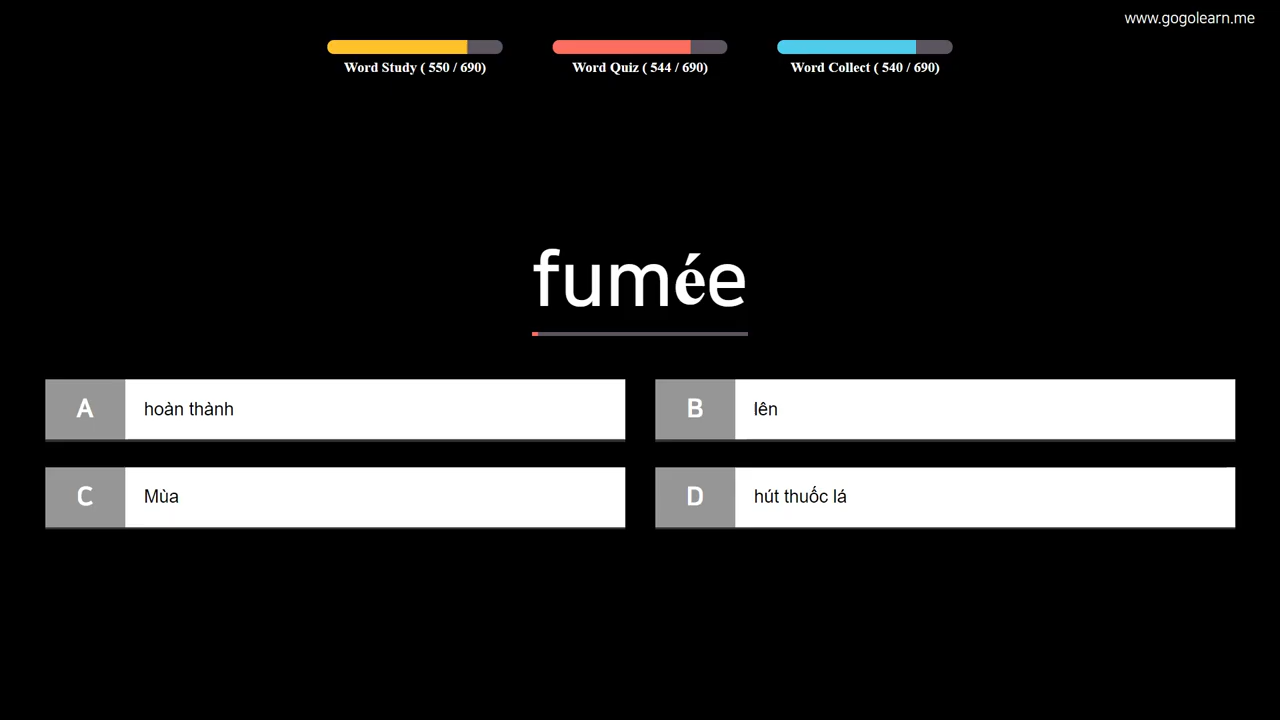 www.gogolearn.me
Word Study ( 550 / 690)
Word Quiz ( 544 / 690)
Word Collect ( 540 / 690)
fumée
A hoàn thành
B lên
C Mùa
D hút thuốc lá